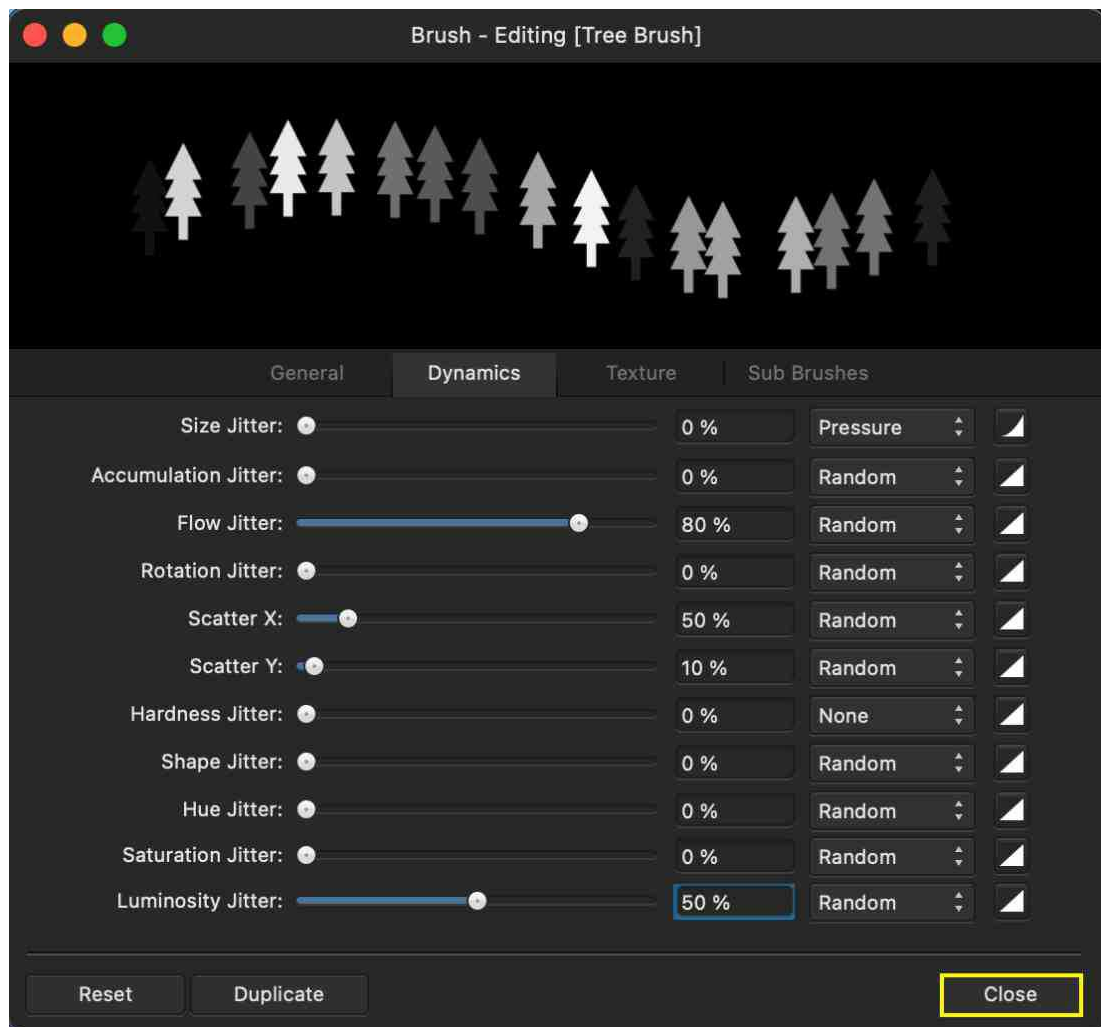 Brush - Editing [Tree Brush]
General Dynamics Texture Sub Brushes
Size Jitter: 0 % Pressure
Accumulation Jitter: 0 % Random
Flow Jitter: 80 % Random
Rotation Jitter: 0 % Random
Scatter X: 50 % Random
Scatter Y: 10 % Random
Hardness Jitter: 0 % None
Shape Jitter: 0 % Random
Hue Jitter: 0 % Random
Saturation Jitter: 0 % Random
Luminosity Jitter: 50 % Random
Reset Duplicate Close